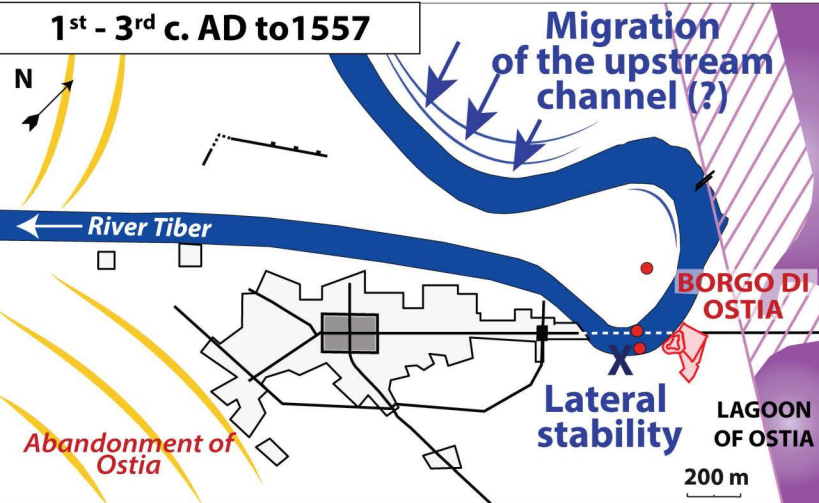 1st - 3rd c. AD to1557
Migration
of the upstream
channel (?)
N
River Tiber
BORGO DI
OSTIA
X
Lateral
stability
LAGOON
OF OSTIA
Abandonment of
Ostia
200 m